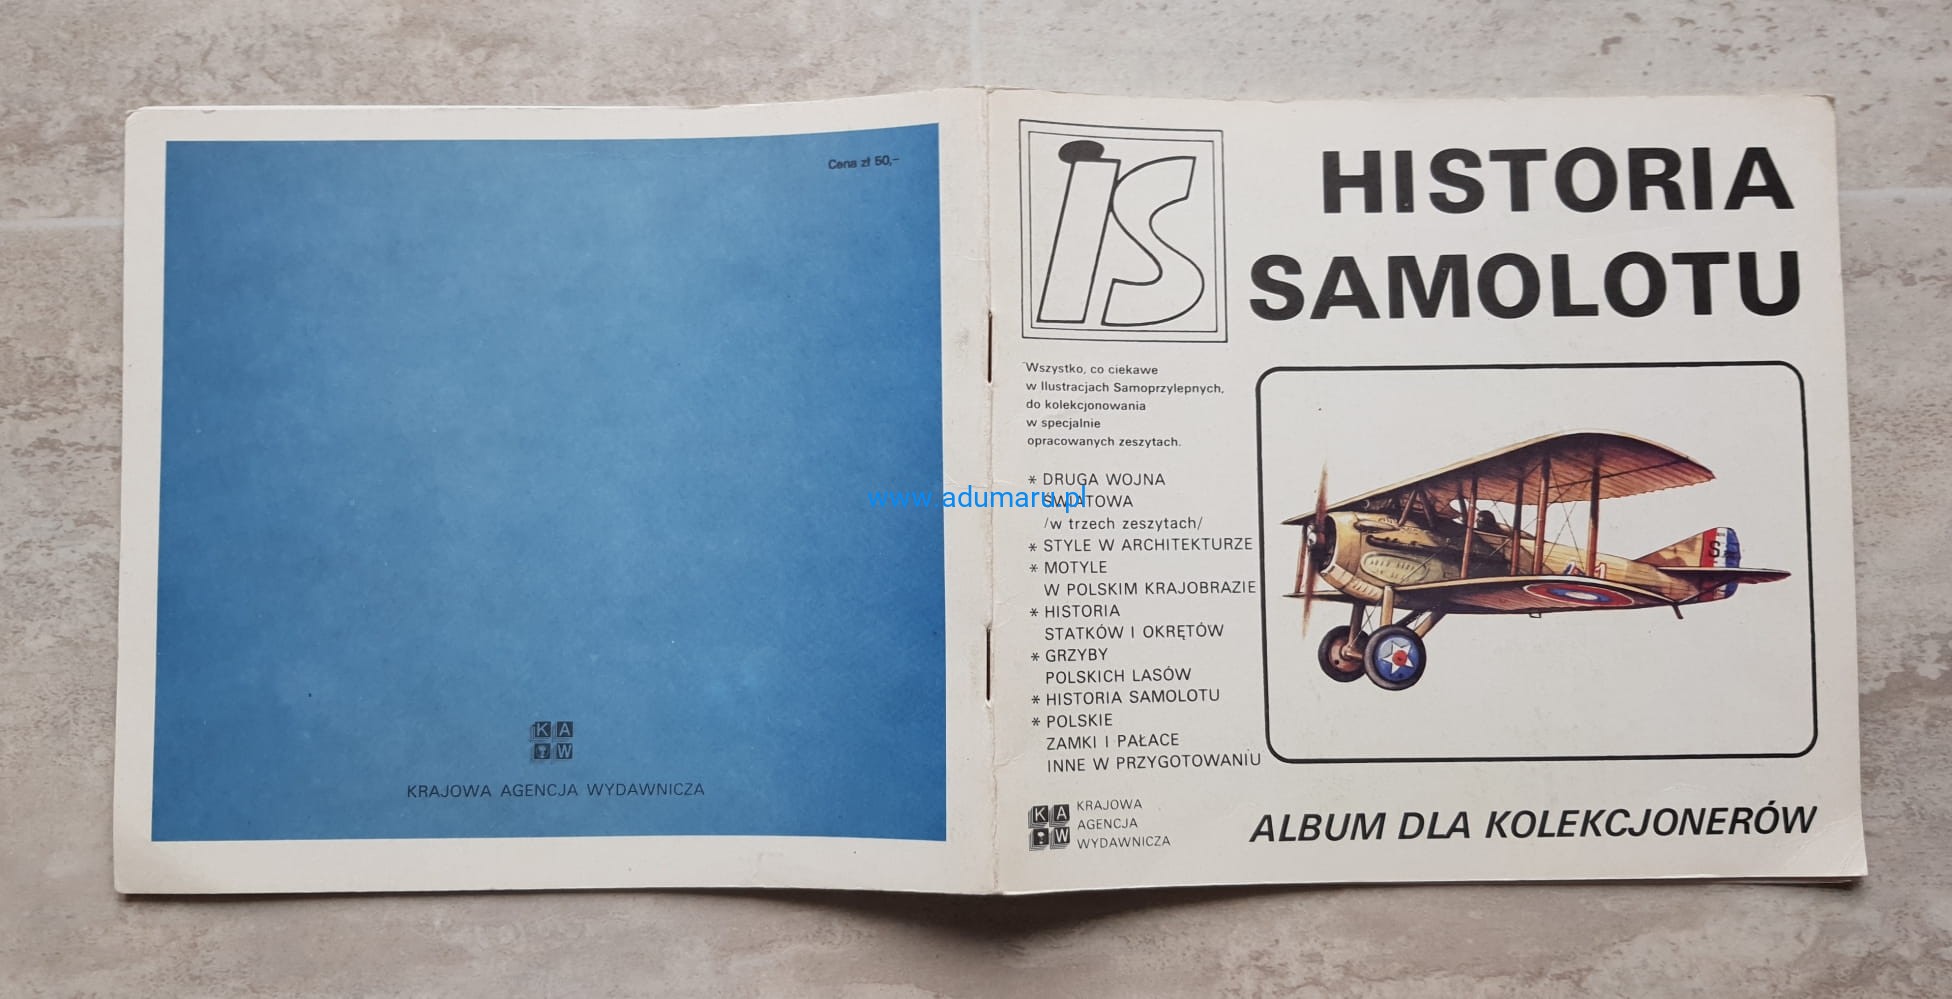 Cena zł 50,–
K A
W
KRAJOWA AGENCJA WYDAWNICZA
IS
HISTORIA
SAMOLOTU
Wszystko, co ciekawe
w Ilustracjach Samoprzylepnych,
do kolekcjonowania
w specjalnie
opracowanych zeszytach.
* DRUGA WOJNA
ŚWIATOWA
/w trzech zeszytach/
* STYLE W ARCHITEKTURZE
* MOTYLE
W POLSKIM KRAJOBRAZIE
* HISTORIA
STATKÓW I OKRĘTÓW
* GRZYBY
POLSKICH LASÓW
* HISTORIA SAMOLOTU
* POLSKIE
ZAMKI I PAŁACE
INNE W PRZYGOTOWANIU
K A
W
KRAJOWA
AGENCJA
WYDAWNICZA
ALBUM DLA KOLEKCJONERÓW
www.adumaru.pl